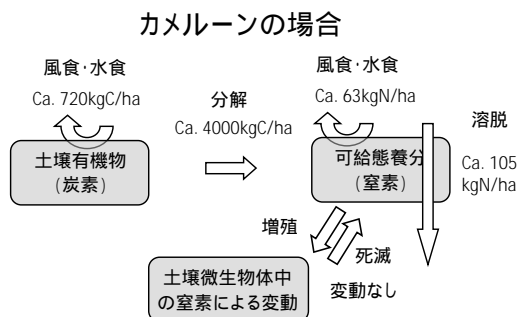 カメルーンの場合
風食・水食
Ca. 720kgC/ha
土壌有機物
(炭素)
分解
Ca. 4000kgC/ha
風食・水食
Ca. 63kgN/ha
可給態養分
(窒素)
溶脱
Ca. 105
kgN/ha
増殖
死滅
変動なし
土壌微生物体中
の窒素による変動